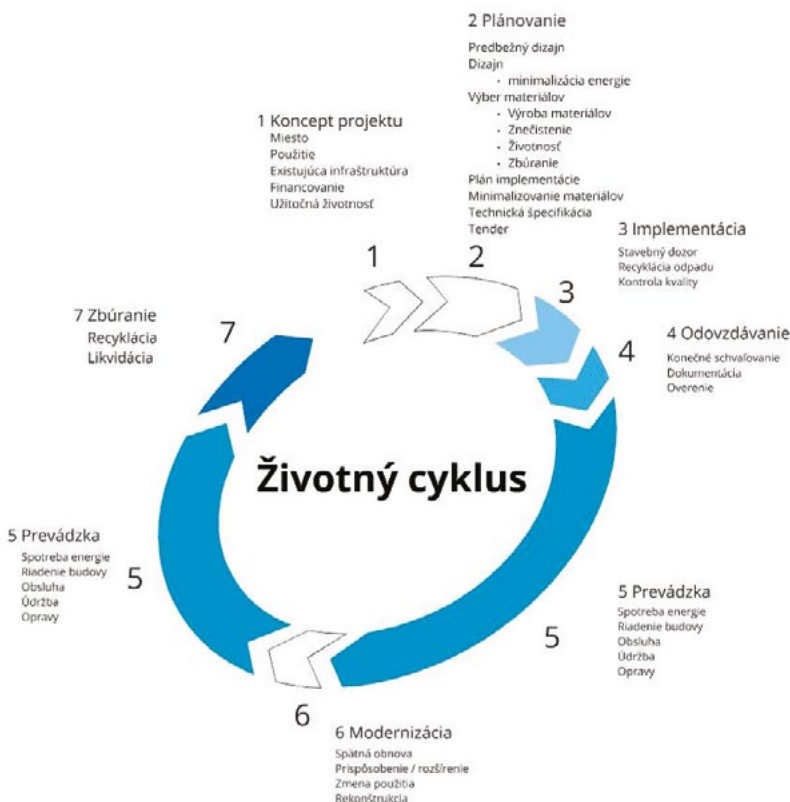 2 Plánovanie
Predbežný dizajn
Dizajn
• minimalizácia energie
Výber materiálov
• Výroba materiálov
• Znečistenie
• Životnosť
• Zbúranie
Plán implementácie
Minimalizovanie materiálov
Technická špecifikácia
Tender
1 Koncept projektu
Miesto
Použitie
Existujúca infraštruktúra
Financovanie
Užitočná životnosť
3 Implementácia
Stavebný dozor
Recyklácia odpadu
Kontrola kvality
1
2
3
4
4 Odovzdávanie
Konečné schvaľovanie
Dokumentácia
Overenie
7 Zbúranie
Recyklácia
Likvidácia
7
Životný cyklus
5 Prevádzka
Spotreba energie
Riadenie budovy
Obsluha
Údržba
Opravy
5
5
5 Prevádzka
Spotreba energie
Riadenie budovy
Obsluha
Údržba
Opravy
6
6 Modernizácia
Spätná obnova
Prispôsobenie / rozšírenie
Zmena použitia
Rekonštrukcia